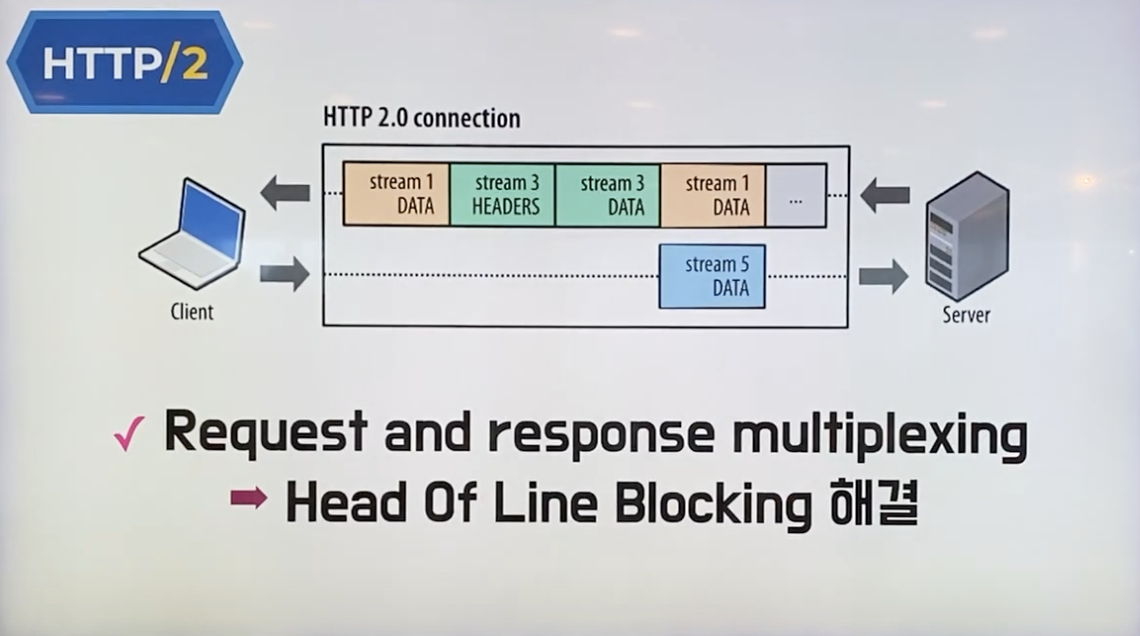 HTTP/2
HTTP 2.0 connection
stream 1
DATA
stream 3
HEADERS
stream 3
DATA
stream 1
DATA
...
stream 5
DATA
Client
Server
✓ Request and response multiplexing
➡ Head Of Line Blocking 해결